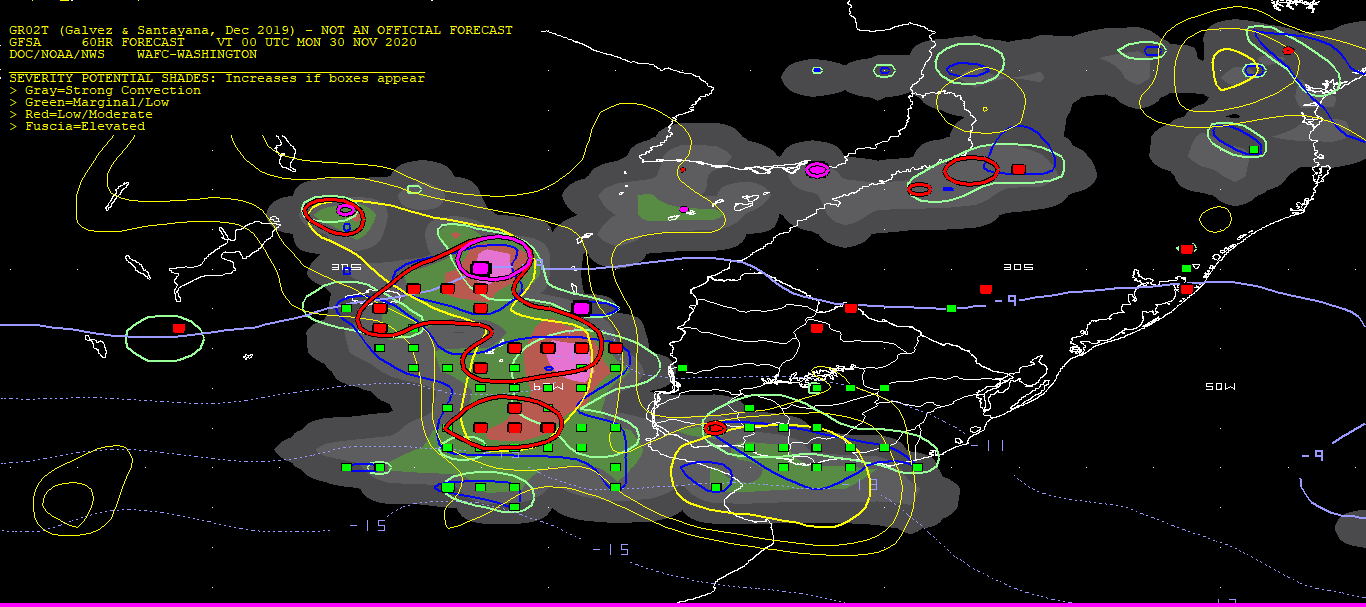 GR02T (Galvez & Santayana, Dec 2019) - NOT AN OFFICIAL FORECAST
GFSA 60HR FORECAST VT 00 UTC MON 30 NOV 2020
DOC/NOAA/NWS WAFC-WASHINGTON
SEVERITY POTENTIAL SHADES: Increases if boxes appear
> Gray=Strong Convection
> Green=Marginal/Low
> Red=Low/Moderate
> Fuscia=Elevated
30S
30S
-9
60W
50W
-11
-9
-15
-15